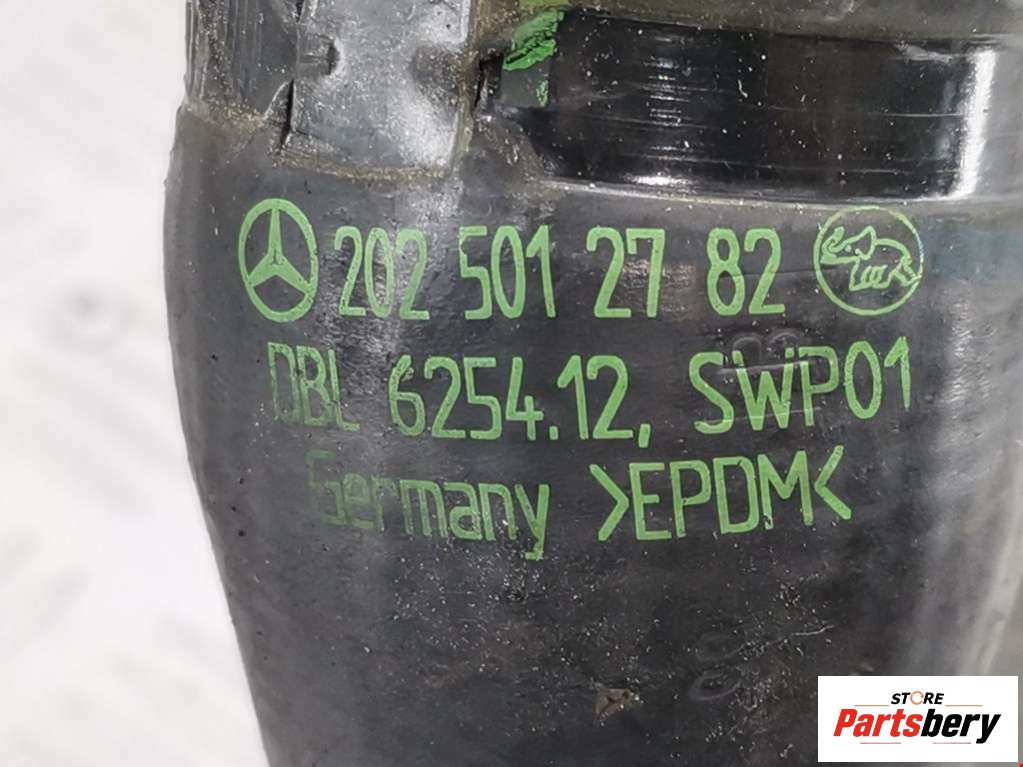 202 501 27 82
DBL 6254.12, SWP01
Germany >EPDM<
STORE
Partsbery